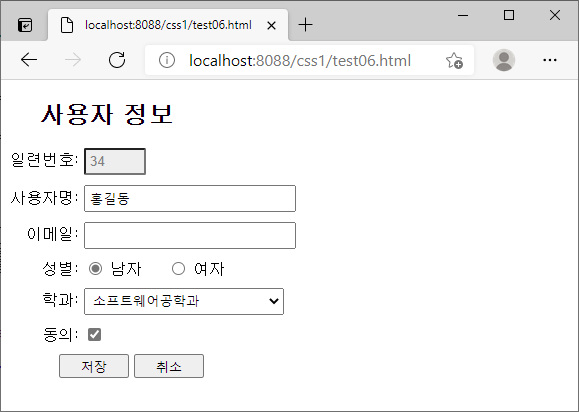 localhost:8088/css1/test06.html
localhost:8088/css1/test06.html
사용자 정보
일련번호: 34
사용자명: 홍길동
이메일:
성별: 남자 여자
학과: 소프트웨어공학과
동의:
저장 취소